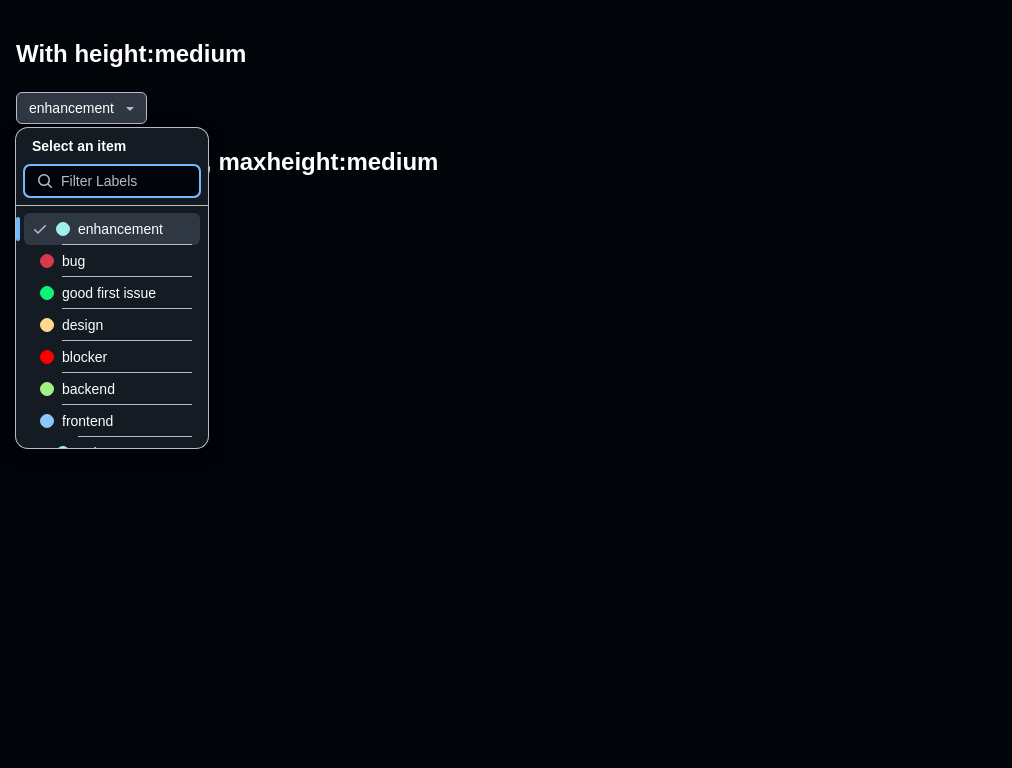 With height:medium
enhancement
Select an item
, maxheight:medium
Filter Labels
enhancement
bug
good first issue
design
blocker
backend
frontend